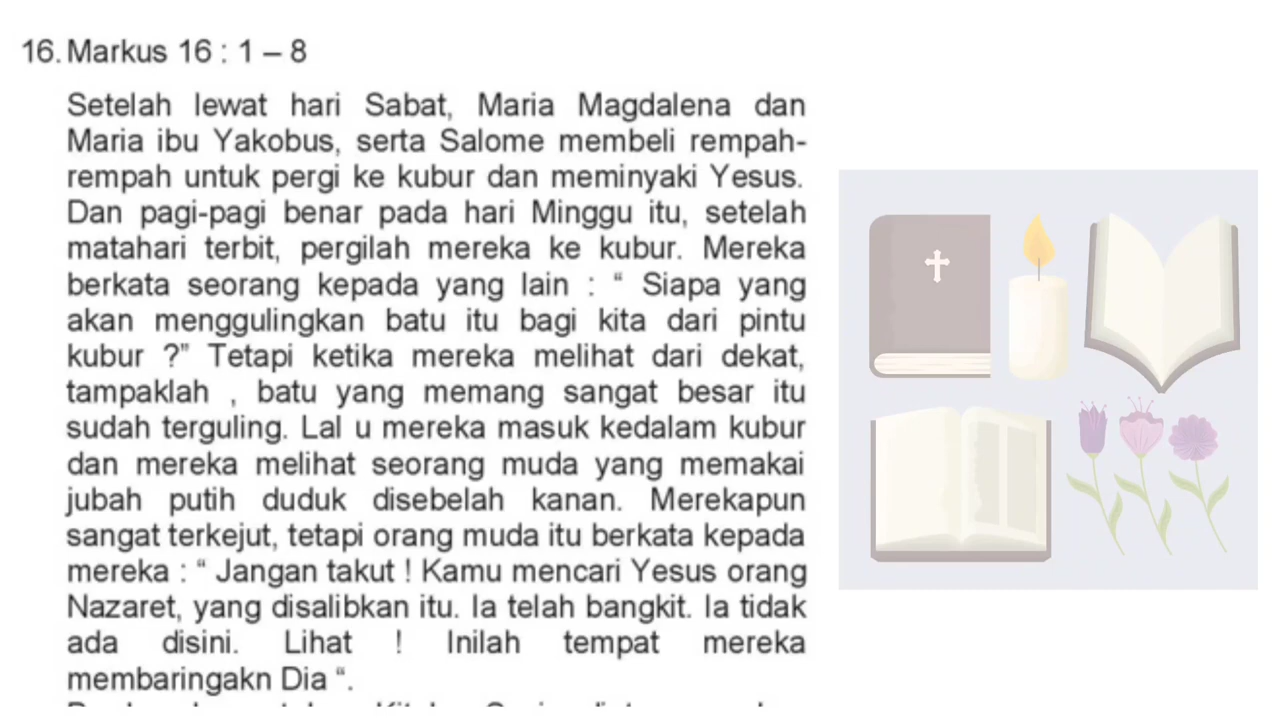 16. Markus 16 : 1 – 8
Setelah lewat hari Sabat, Maria Magdalena dan
Maria ibu Yakobus, serta Salome membeli rempah-
rempah untuk pergi ke kubur dan meminyaki Yesus.
Dan pagi-pagi benar pada hari Minggu itu, setelah
matahari terbit, pergilah mereka ke kubur. Mereka
berkata seorang kepada yang lain : “ Siapa yang
akan menggulingkan batu itu bagi kita dari pintu
kubur ?” Tetapi ketika mereka melihat dari dekat,
tampaklah , batu yang memang sangat besar itu
sudah terguling. Lal u mereka masuk kedalam kubur
dan mereka melihat seorang muda yang memakai
jubah putih duduk disebelah kanan. Merekapun
sangat terkejut, tetapi orang muda itu berkata kepada
mereka : “ Jangan takut ! Kamu mencari Yesus orang
Nazaret, yang disalibkan itu. Ia telah bangkit. Ia tidak
ada disini. Lihat ! Inilah tempat mereka
membaringakn Dia “.